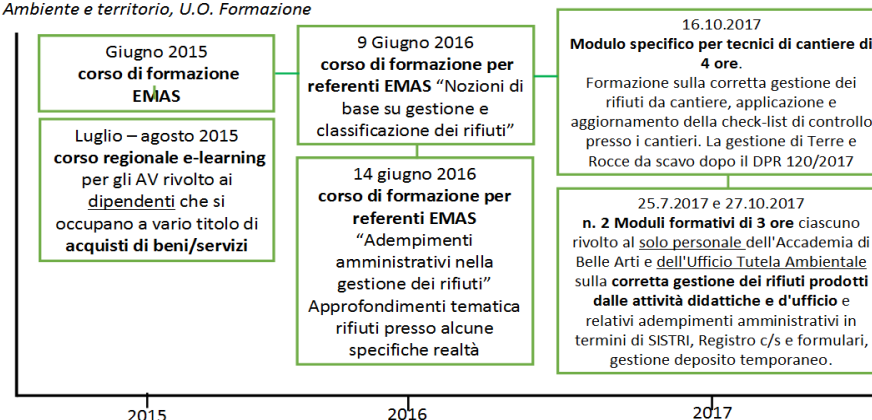 Ambiente e territorio, U.O. Formazione
Giugno 2015
corso di formazione
EMAS
Luglio – agosto 2015
corso regionale e-learning
per gli AV rivolto ai
dipendenti che si
occupano a vario titolo di
acquisti di beni/servizi
9 Giugno 2016
corso di formazione per
referenti EMAS “Nozioni di
base su gestione e
classificazione dei rifiuti”
14 giugno 2016
corso di formazione per
referenti EMAS
“Adempimenti
amministrativi nella
gestione dei rifiuti”
Approfondimenti tematica
rifiuti presso alcune
specifiche realtà
16.10.2017
Modulo specifico per tecnici di cantiere di
4 ore.
Formazione sulla corretta gestione dei
rifiuti da cantiere, applicazione e
aggiornamento della check-list di controllo
presso i cantieri. La gestione di Terre e
Rocce da scavo dopo il DPR 120/2017
25.7.2017 e 27.10.2017
n. 2 Moduli formativi di 3 ore ciascuno
rivolto al solo personale dell'Accademia di
Belle Arti e dell'Ufficio Tutela Ambientale
sulla corretta gestione dei rifiuti prodotti
dalle attività didattiche e d'ufficio e
relativi adempimenti amministrativi in
termini di SISTRI, Registro c/s e formulari,
gestione deposito temporaneo.
2015
2016
2017